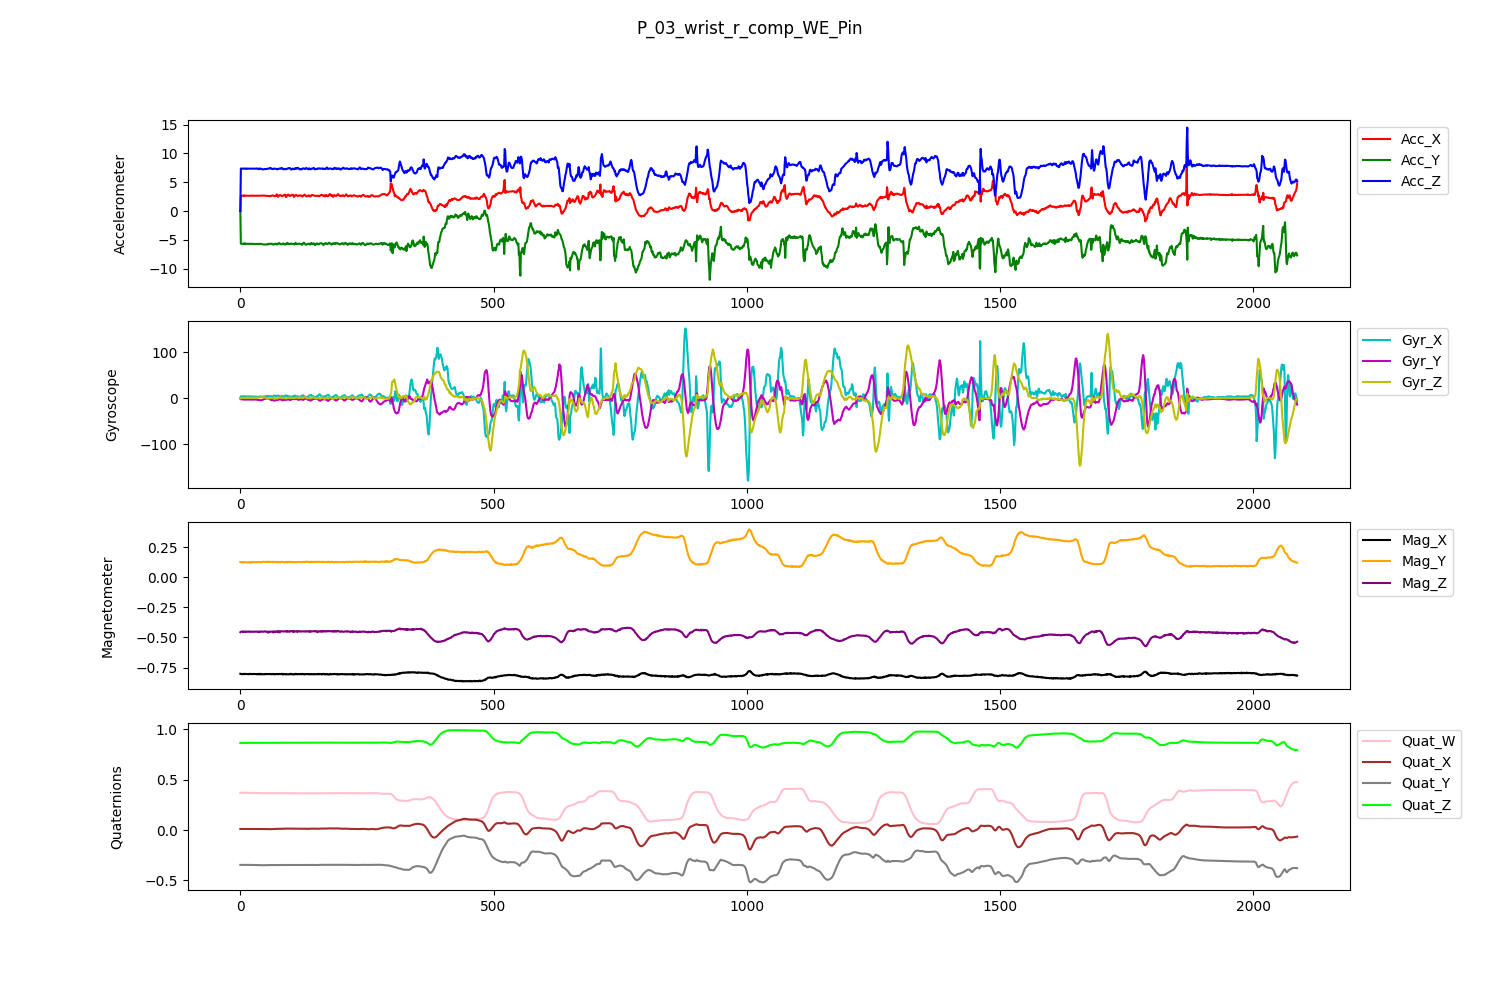 P_03_wrist_r_comp_WE_Pin
Accelerometer
15
10
5
0
−5
−10
0 500 1000 1500 2000
Acc_X
Acc_Y
Acc_Z
Gyroscope
100
0
−100
0 500 1000 1500 2000
Gyr_X
Gyr_Y
Gyr_Z
Magnetometer
0.25
0.00
−0.25
−0.50
−0.75
0 500 1000 1500 2000
Mag_X
Mag_Y
Mag_Z
Quaternions
1.0
0.5
0.0
−0.5
0 500 1000 1500 2000
Quat_W
Quat_X
Quat_Y
Quat_Z